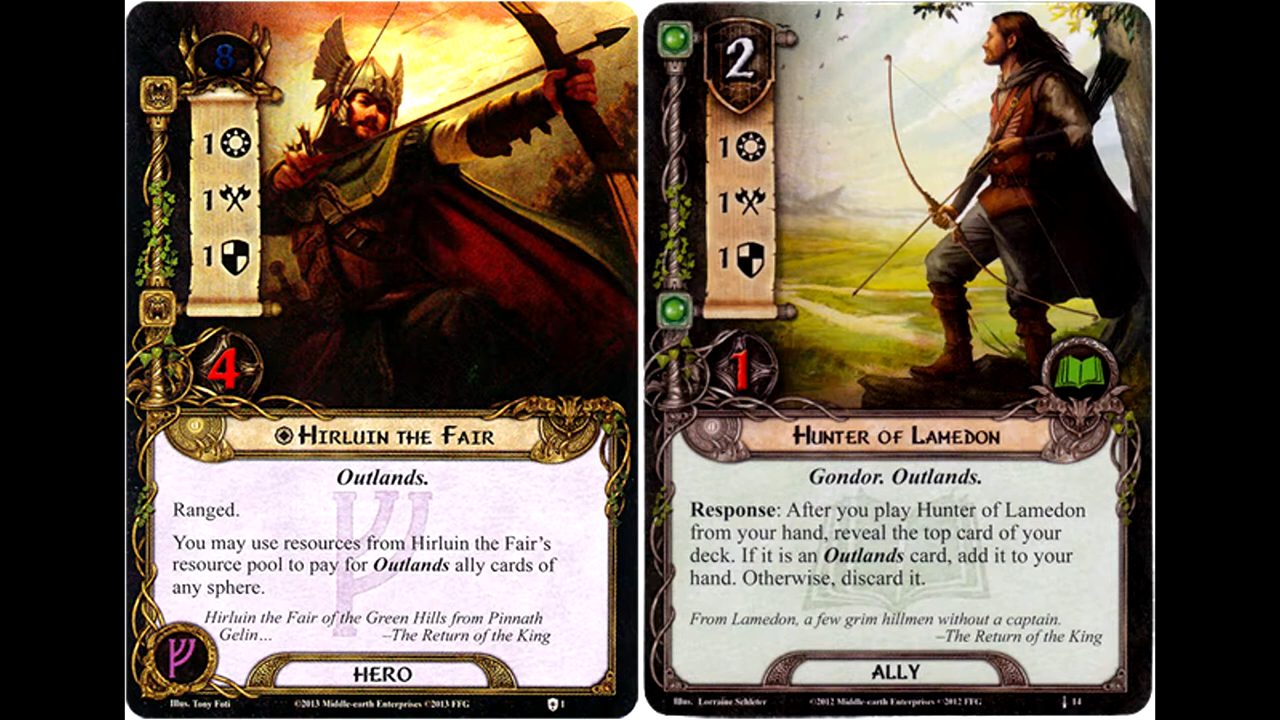 8
1
1
1
4
HIRLUIN THE FAIR
Outlands.
Ranged.
You may use resources from Hirluin the Fair's
resource pool to pay for Outlands ally cards of
any sphere.
Hirluin the Fair of the Green Hills from Pinnath
Gelin... –The Return of the King
HERO
Illus. Tony Foti ©2013 Middle-earth Enterprises ©2013 FFG 1
2
1
1
1
1
HUNTER OF LAMEDON
Gondor. Outlands.
Response: After you play Hunter of Lamedon
from your hand, reveal the top card of your
deck. If it is an Outlands card, add it to your
hand. Otherwise, discard it.
From Lamedon, a few grim hillmen without a captain.
–The Return of the King
ALLY
Illus. Lorraine Schleter ©2012 Middle-earth Enterprises ©2012 FFG 14